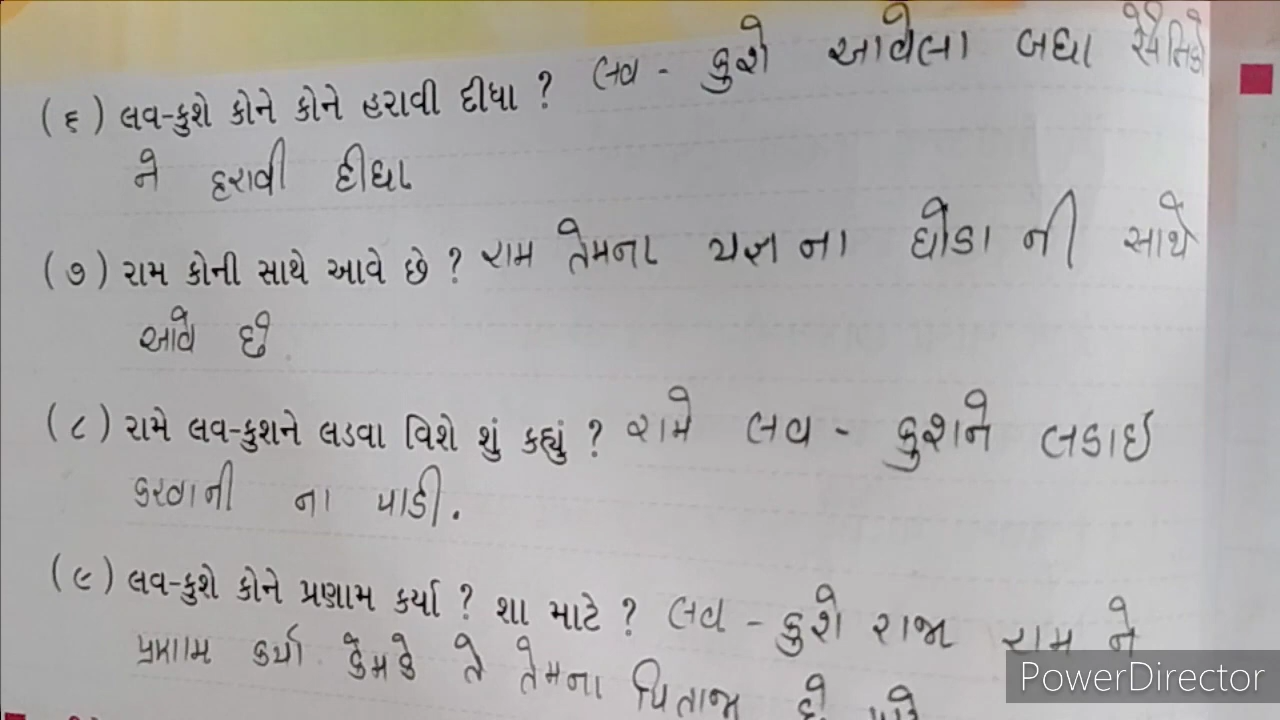 (૬) લવ-કુશે કોને કોને હરાવી દીધા ? લવ - કુશે આવેલા બધા સૈનિકો
ને હરાવી દીધા
(૭) રામ કોની સાથે આવે છે ? રામ તેમના યજ્ઞ ના ઘોડા ની સાથે
આવે છે
(૮) રામે લવ-કુશને લડવા વિશે શું કહ્યું ? રામે લવ - કુશને લડાઈ
કરવાની ના પાડી.
(૯) લવ-કુશે કોને પ્રણામ કર્યા ? શા માટે ? લવ - કુશે રાજા રામ ને
પ્રણામ કર્યા કેમકે તે તેમના પિતાજી છે
PowerDirector